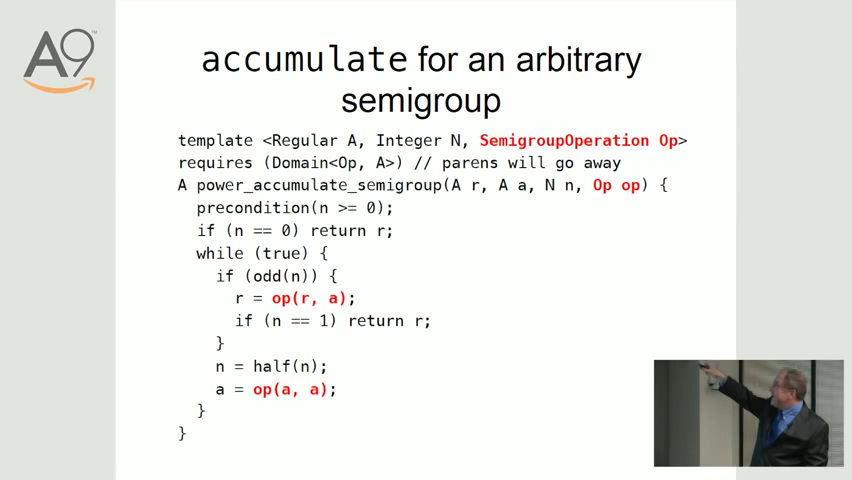 A9™
accumulate for an arbitrary
semigroup
template <Regular A, Integer N, SemigroupOperation Op>
requires (Domain<Op, A>) // parens will go away
A power_accumulate_semigroup(A r, A a, N n, Op op) {
precondition(n >= 0);
if (n == 0) return r;
while (true) {
if (odd(n)) {
r = op(r, a);
if (n == 1) return r;
}
n = half(n);
a = op(a, a);
}
}